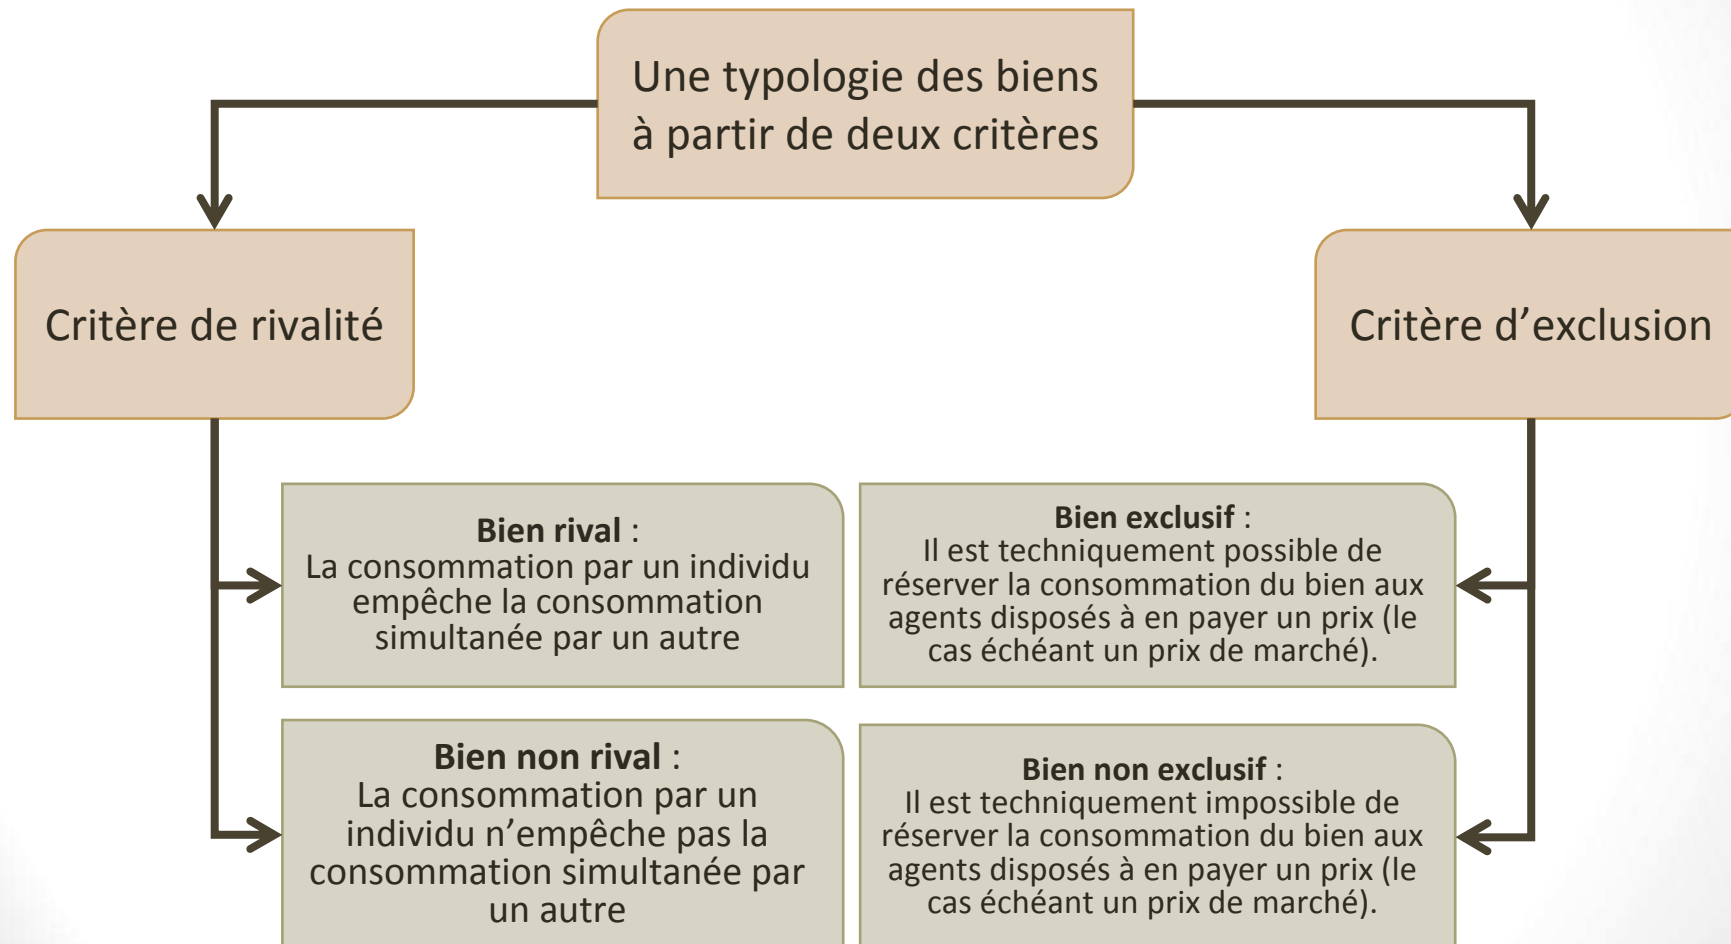 Une typologie des biens
à partir de deux critères
Critère de rivalité
Critère d’exclusion
Bien rival :
La consommation par un individu
empêche la consommation
simultanée par un autre
Bien exclusif :
Il est techniquement possible de
réserver la consommation du bien aux
agents disposés à en payer un prix (le
cas échéant un prix de marché).
Bien non rival :
La consommation par un
individu n’empêche pas la
consommation simultanée par
un autre
Bien non exclusif :
Il est techniquement impossible de
réserver la consommation du bien aux
agents disposés à en payer un prix (le
cas échéant un prix de marché).